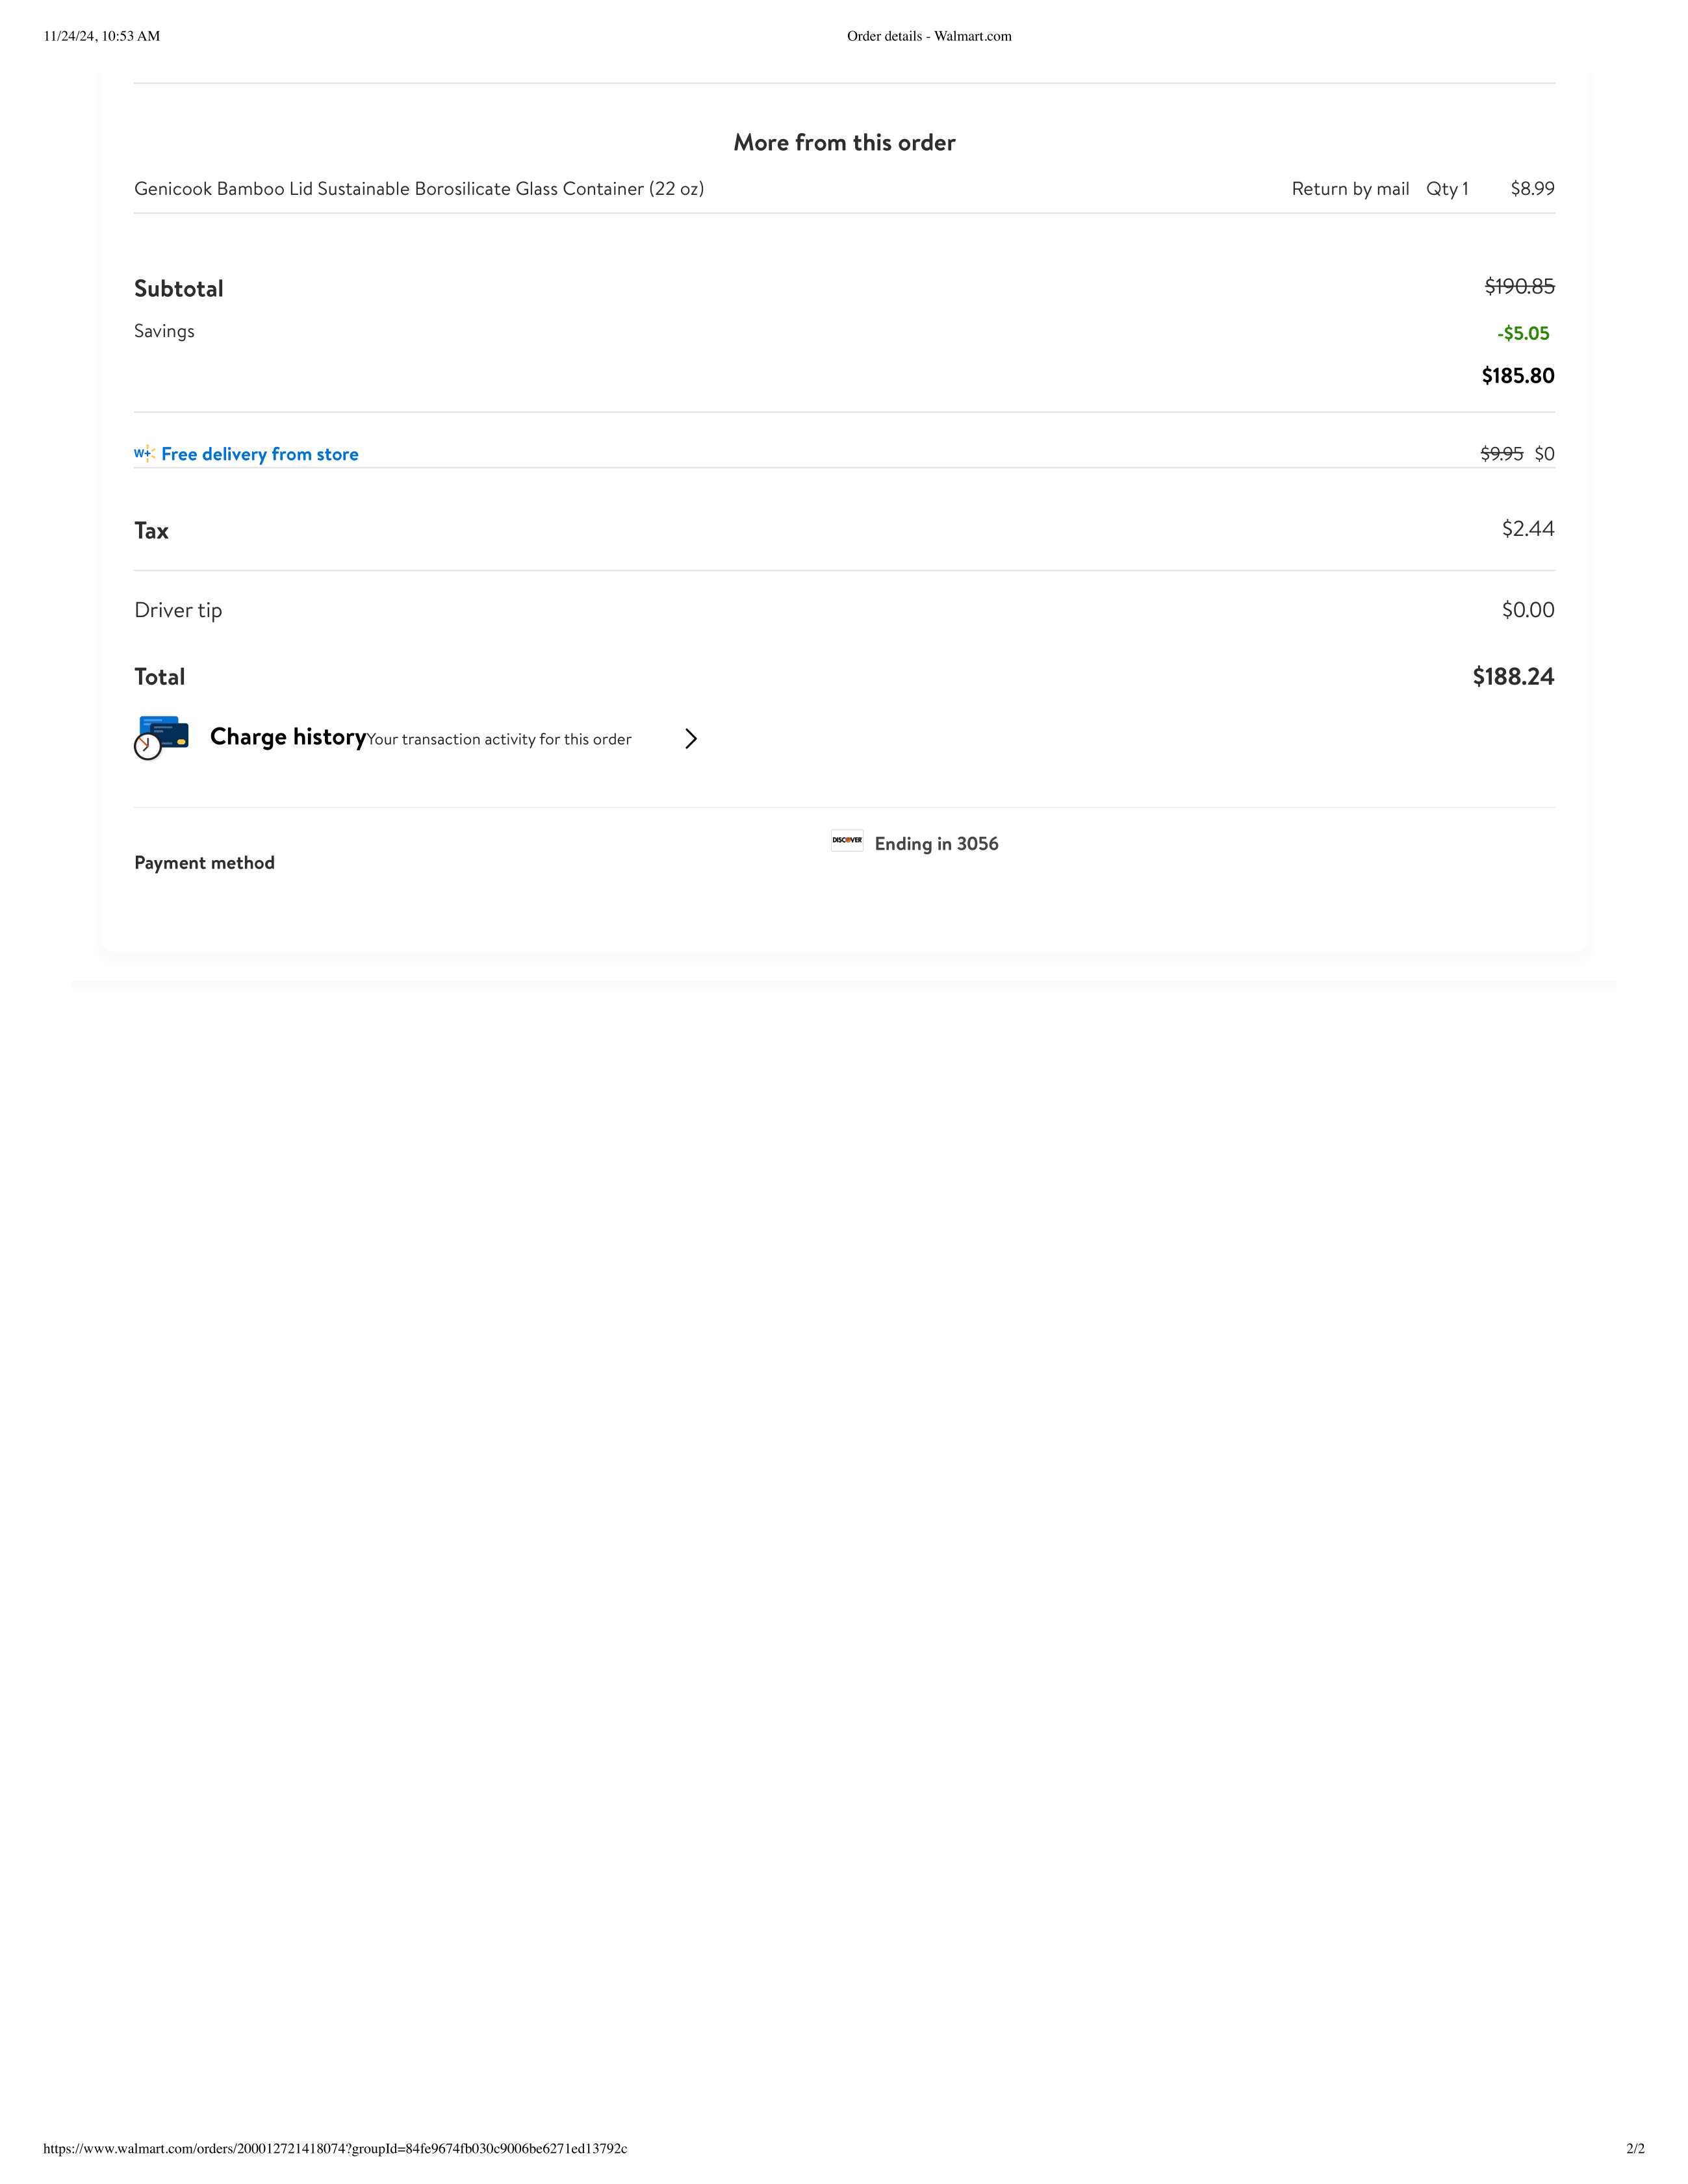 11/24/24, 10:53 AM Order details - Walmart.com
More from this order
Genicook Bamboo Lid Sustainable Borosilicate Glass Container (22 oz) Return by mail Qty 1 $8.99
Subtotal $190.85
Savings -$5.05
$185.80
W+ Free delivery from store $9.95 $0
Tax $2.44
Driver tip $0.00
Total $188.24
Charge history Your transaction activity for this order
DISCOVER Ending in 3056
Payment method
https://www.walmart.com/orders/200012721418074?groupId=84fe9674fb030c9006be6271ed13792c 2/2